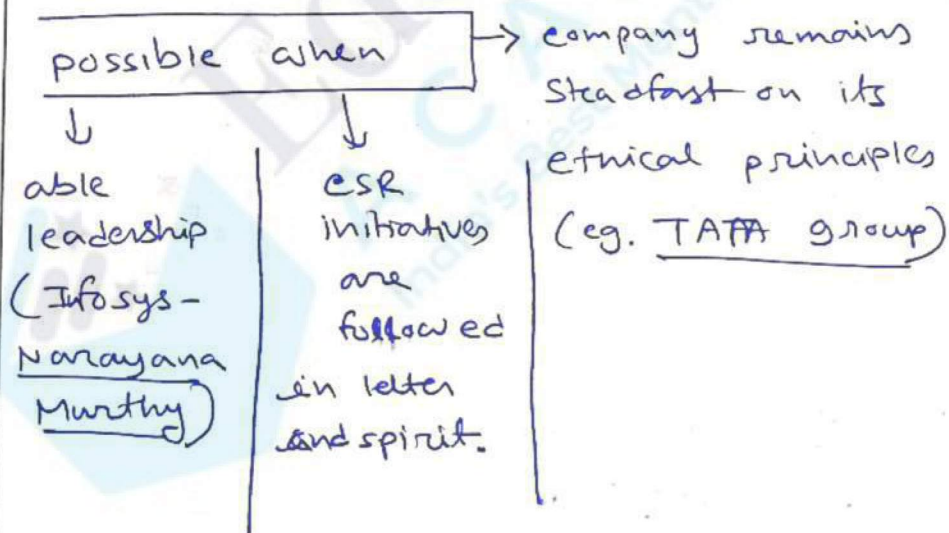 possible when
able
leadership
(Infosys-
Narayana
Murthy)
CSR
initiatives
are
followed
in letter
and spirit.
company remains
Steadfast on its
ethical principles
(eg. TATA group)